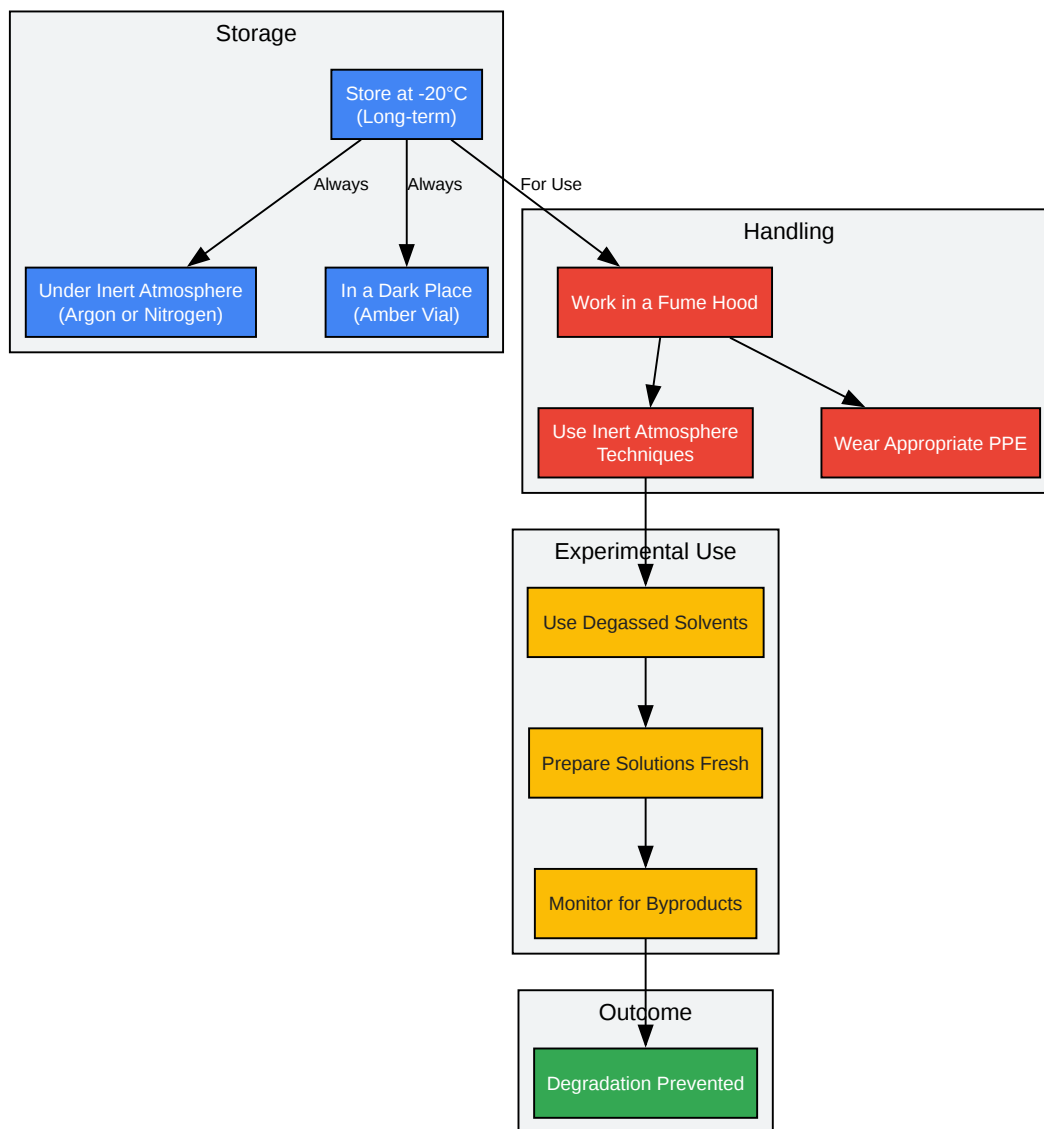 Storage
Store at -20°C
(Long-term)
Always
Always
For Use
Under Inert Atmosphere
(Argon or Nitrogen)
In a Dark Place
(Amber Vial)
Handling
Work in a Fume Hood
Use Inert Atmosphere
Techniques
Wear Appropriate PPE
Experimental Use
Use Degassed Solvents
Prepare Solutions Fresh
Monitor for Byproducts
Outcome
Degradation Prevented